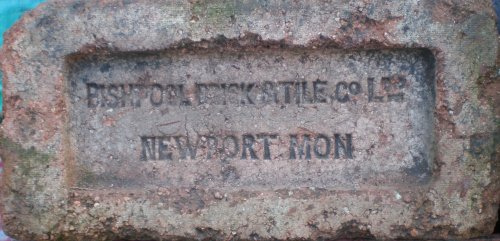 BISHPOOL BRICK & TILE Co LTD
NEWPORT MON